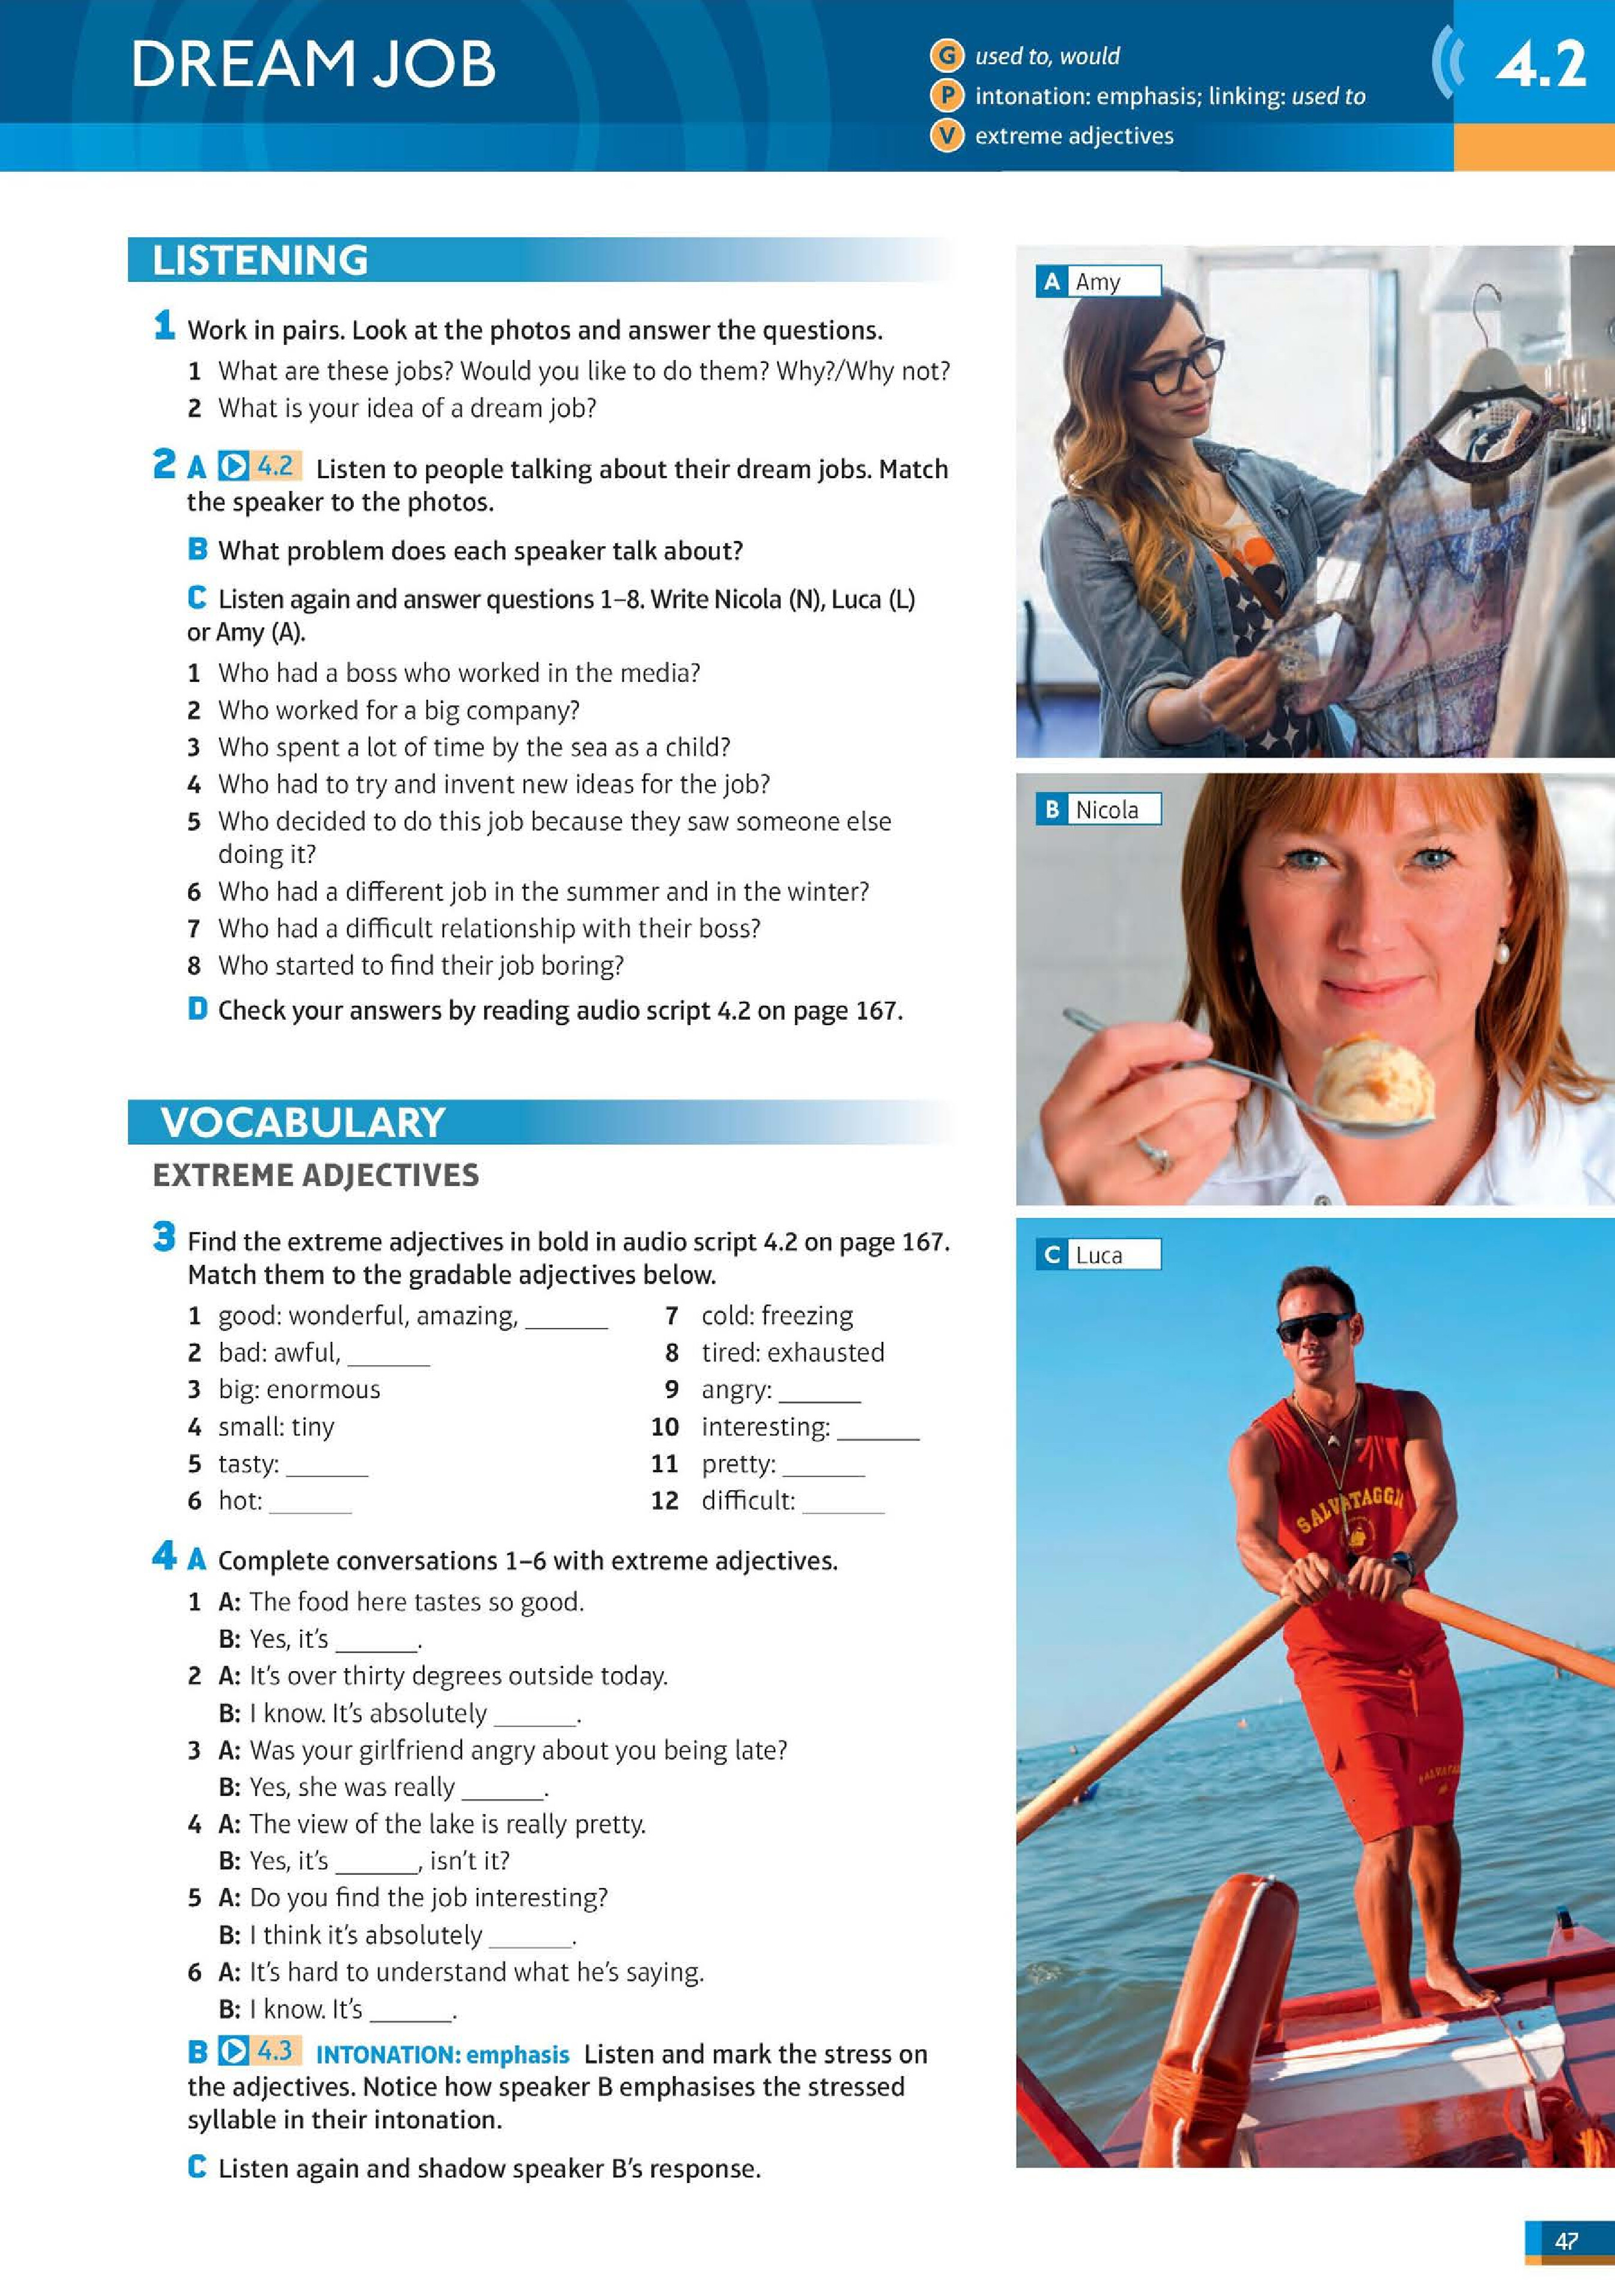 DREAM JOB
G used to, would
P intonation: emphasis; linking: used to
V extreme adjectives
4.2
LISTENING
1 Work in pairs. Look at the photos and answer the questions.
1 What are these jobs? Would you like to do them? Why?/Why not?
2 What is your idea of a dream job?
2 A 4.2 Listen to people talking about their dream jobs. Match
the speaker to the photos.
B What problem does each speaker talk about?
C Listen again and answer questions 1–8. Write Nicola (N), Luca (L)
or Amy (A).
1 Who had a boss who worked in the media?
2 Who worked for a big company?
3 Who spent a lot of time by the sea as a child?
4 Who had to try and invent new ideas for the job?
5 Who decided to do this job because they saw someone else
doing it?
6 Who had a different job in the summer and in the winter?
7 Who had a difficult relationship with their boss?
8 Who started to find their job boring?
D Check your answers by reading audio script 4.2 on page 167.
VOCABULARY
EXTREME ADJECTIVES
3 Find the extreme adjectives in bold in audio script 4.2 on page 167.
Match them to the gradable adjectives below.
1 good: wonderful, amazing, ______
2 bad: awful, ______
3 big: enormous
4 small: tiny
5 tasty: ______
6 hot: ______
7 cold: freezing
8 tired: exhausted
9 angry: ______
10 interesting: ______
11 pretty: ______
12 difficult: ______
4 A Complete conversations 1–6 with extreme adjectives.
1 A: The food here tastes so good.
B: Yes, it's ______.
2 A: It's over thirty degrees outside today.
B: I know. It's absolutely ______.
3 A: Was your girlfriend angry about you being late?
B: Yes, she was really ______.
4 A: The view of the lake is really pretty.
B: Yes, it's ______, isn't it?
5 A: Do you find the job interesting?
B: I think it's absolutely ______.
6 A: It's hard to understand what he's saying.
B: I know. It's ______.
B 4.3 INTONATION: emphasis Listen and mark the stress on
the adjectives. Notice how speaker B emphasises the stressed
syllable in their intonation.
C Listen again and shadow speaker B's response.
A Amy
B Nicola
C Luca
47